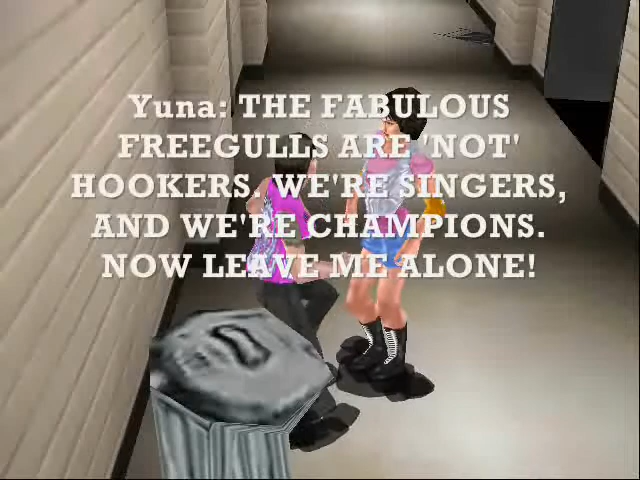 Yuna: THE FABULOUS
FREEGULLS ARE 'NOT'
HOOKERS. WE'RE SINGERS,
AND WE'RE CHAMPIONS.
NOW LEAVE ME ALONE!